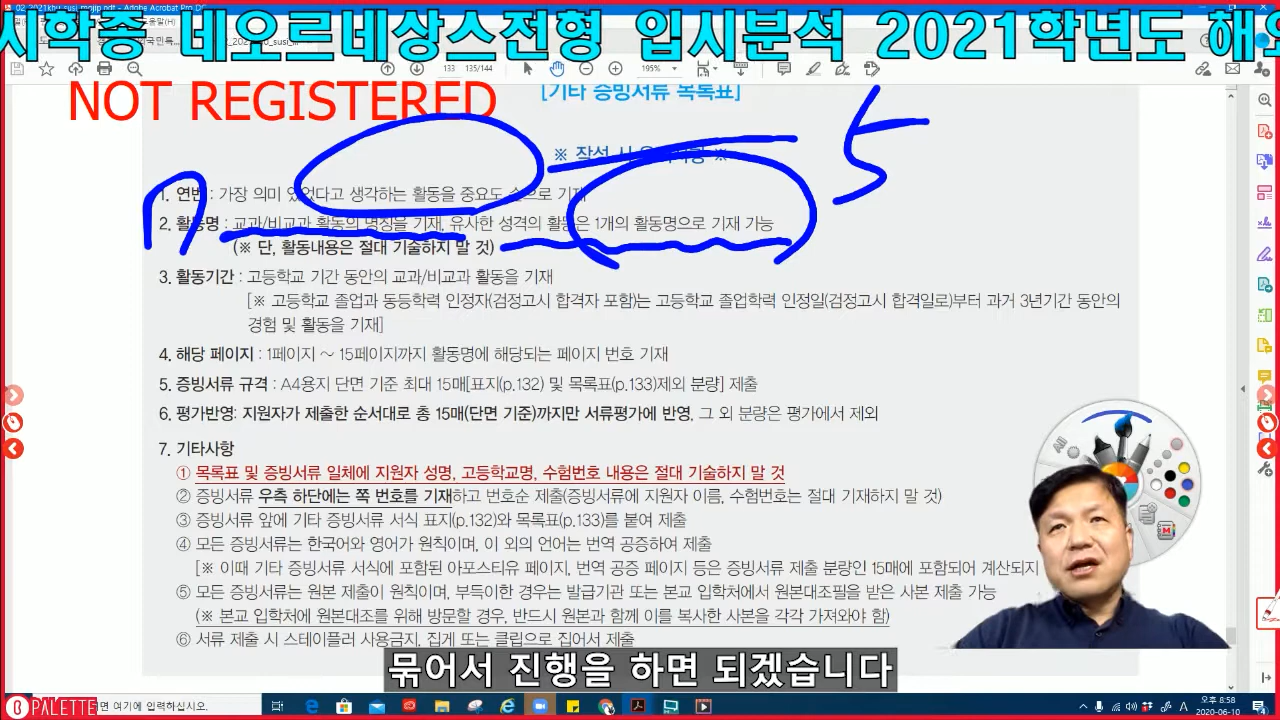 02_2021khu_susi_mojip.pdf - Adobe Acrobat Pro DC
시학종 네오르네상스전형 입시분석 2021학년도 해외
133 135/144 195%
NOT REGISTERED
[기타 증빙서류 목록표]
※ 작성 시 ※
1. 연번 : 가장 의미 있었다고 생각하는 활동을 중요도 순으로 기재
2. 활동명 : 교과/비교과 활동의 명칭을 기재, 유사한 성격의 활동은 1개의 활동명으로 기재 가능
(※ 단, 활동내용은 절대 기술하지 말 것)
3. 활동기간 : 고등학교 기간 동안의 교과/비교과 활동을 기재
[※ 고등학교 졸업과 동등학력 인정자(검정고시 합격자 포함)는 고등학교 졸업학력 인정일(검정고시 합격일로)부터 과거 3년기간 동안의
경험 및 활동을 기재]
4. 해당 페이지 : 1페이지 ~ 15페이지까지 활동명에 해당되는 페이지 번호 기재
5. 증빙서류 규격 : A4용지 단면 기준 최대 15매[표지(p.132) 및 목록표(p.133)제외 분량] 제출
6. 평가반영: 지원자가 제출한 순서대로 총 15매(단면 기준)까지만 서류평가에 반영, 그 외 분량은 평가에서 제외
7. 기타사항
① 목록표 및 증빙서류 일체에 지원자 성명, 고등학교명, 수험번호 내용은 절대 기술하지 말 것
② 증빙서류 우측 하단에는 쪽 번호를 기재하고 번호순 제출(증빙서류에 지원자 이름, 수험번호는 절대 기재하지 말 것)
③ 증빙서류 앞에 기타 증빙서류 서식 표지(p.132)와 목록표(p.133)를 붙여 제출
④ 모든 증빙서류는 한국어와 영어가 원칙이며, 이 외의 언어는 번역 공증하여 제출
[※ 이때 기타 증빙서류 서식에 포함된 아포스티유 페이지, 번역 공증 페이지 등은 증빙서류 제출 분량인 15매에 포함되어 계산되지
⑤ 모든 증빙서류는 원본 제출이 원칙이며, 부득이한 경우는 발급기관 또는 본교 입학처에서 원본대조필을 받은 사본 제출 가능
(※ 본교 입학처에 원본대조를 위해 방문할 경우, 반드시 원본과 함께 이를 복사한 사본을 각각 가져와야 함)
⑥ 서류 제출 시 스테이플러 사용금지, 집게 또는 클립으로 집어서 제출
묶어서 진행을 하면 되겠습니다
PALETTE 면 여기에 입력하십시오.
A 오후 8:58
2020-06-10